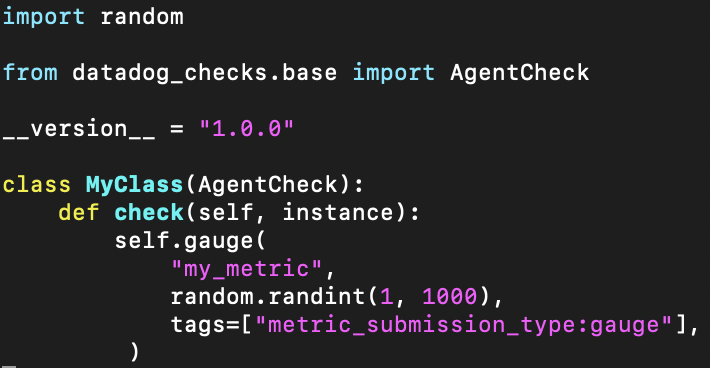 import random
from datadog_checks.base import AgentCheck
__version__ = "1.0.0"
class MyClass(AgentCheck):
    def check(self, instance):
        self.gauge(
            "my_metric",
            random.randint(1, 1000),
            tags=["metric_submission_type:gauge"],
         )